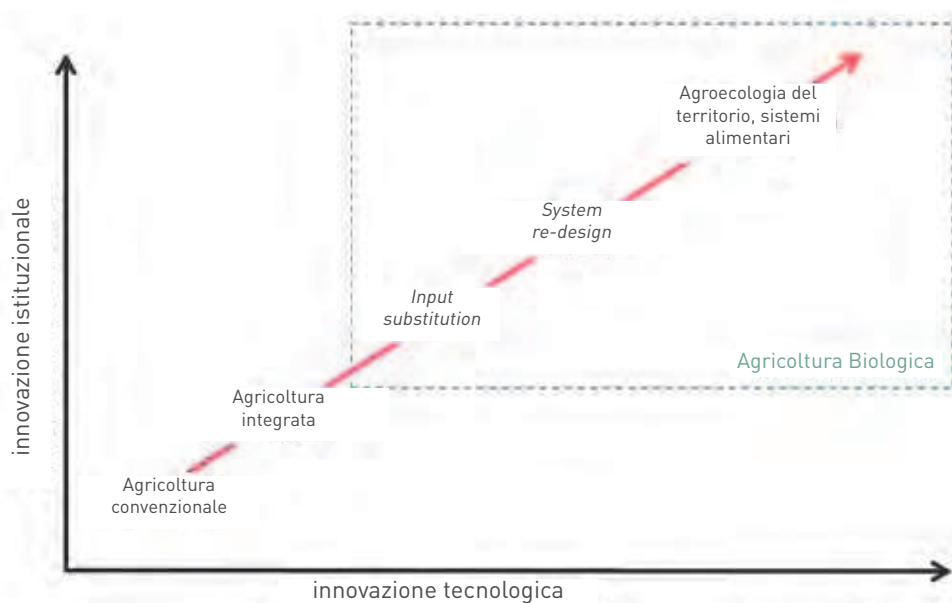 Agroecologia del
territorio, sistemi
alimentari
System
re-design
Input
substitution
Agricoltura Biologica
Agricoltura
integrata
Agricoltura
convenzionale
innovazione istituzionale
innovazione tecnologica